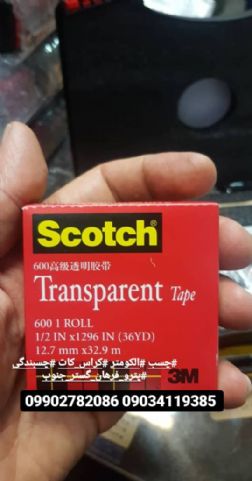 Scotch®
600高级透明胶带
Transparent Tape
600 1 ROLL
1/2 IN x1296 IN (36YD)
12.7 mm x32.9 m
#چسب #الکومتر #کراس_کات #چسبندگی
#پترو_فرهان_گستر_جنوب
3M
09902782086 09034119385